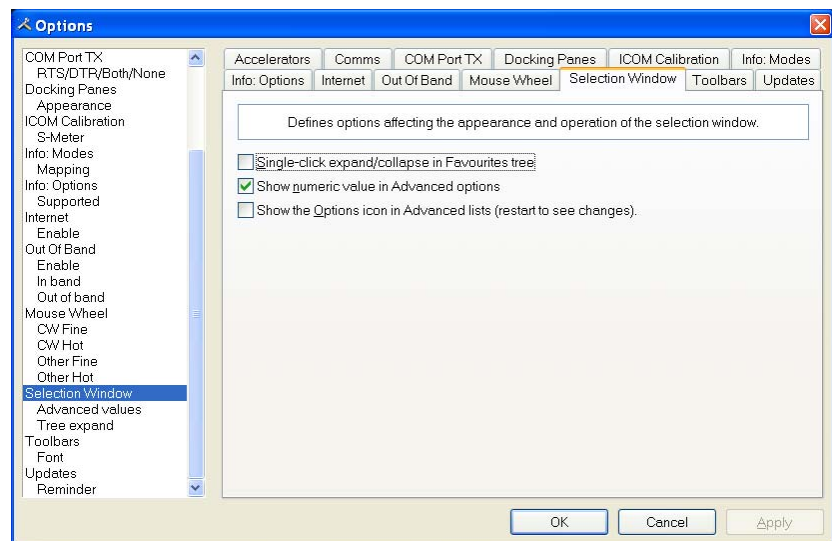 Options
COM Port TX
RTS/DTR/Both/None
Docking Panes
Appearance
ICOM Calibration
S-Meter
Info: Modes
Mapping
Info: Options
Supported
Internet
Enable
Out Of Band
Enable
In band
Out of band
Mouse Wheel
CW Fine
CW Hot
Other Fine
Other Hot
Selection Window
Advanced values
Tree expand
Toolbars
Font
Updates
Reminder
Accelerators Comms COM Port TX Docking Panes ICOM Calibration Info: Modes
Info: Options Internet Out Of Band Mouse Wheel Selection Window Toolbars Updates
Defines options affecting the appearance and operation of the selection window.
Single-click expand/collapse in Favourites tree
Show numeric value in Advanced options
Show the Options icon in Advanced lists (restart to see changes).
OK Cancel Apply